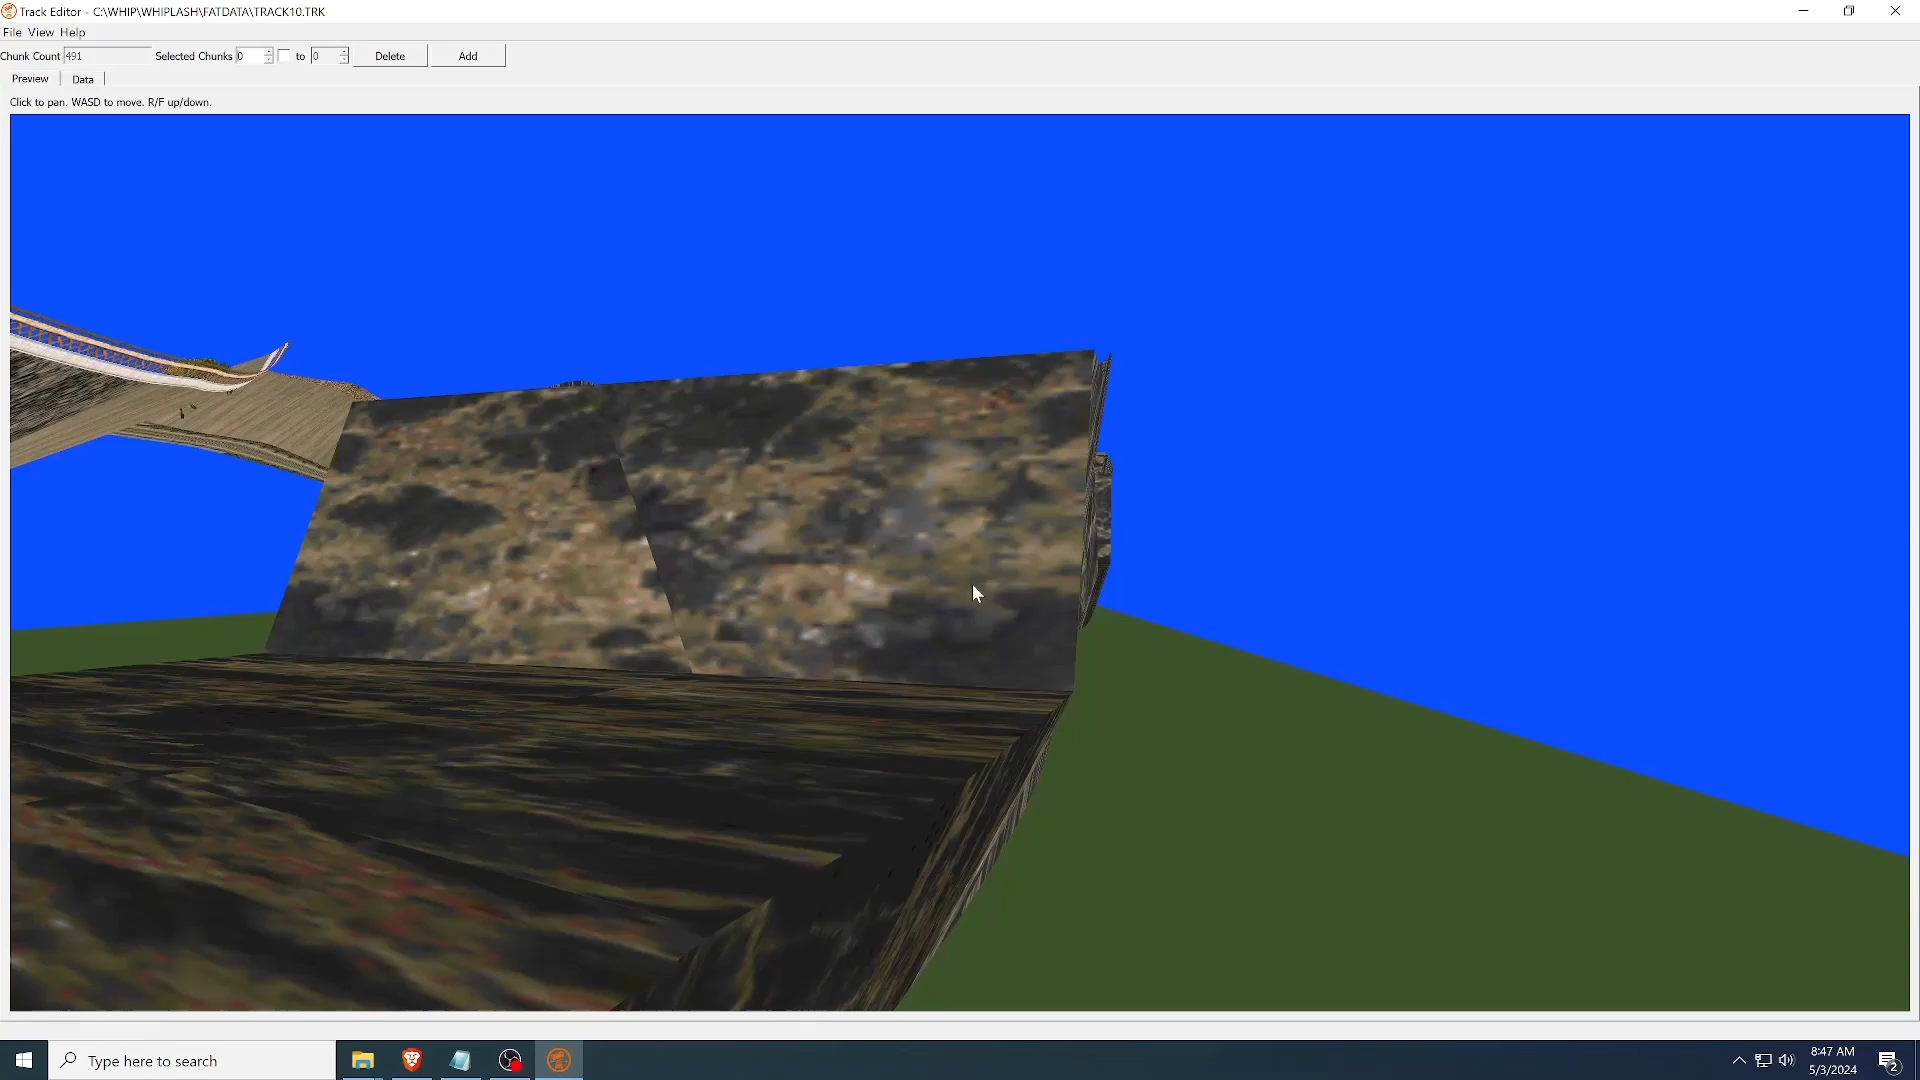 Track Editor - C:\WHIP\WHIPLASH\FATDATA\TRACK10.TRK
File View Help
Chunk Count 491 Selected Chunks 0 to 0 Delete Add
Preview Data
Click to pan. WASD to move. R/F up/down.
Type here to search
8:47 AM
5/3/2024
2